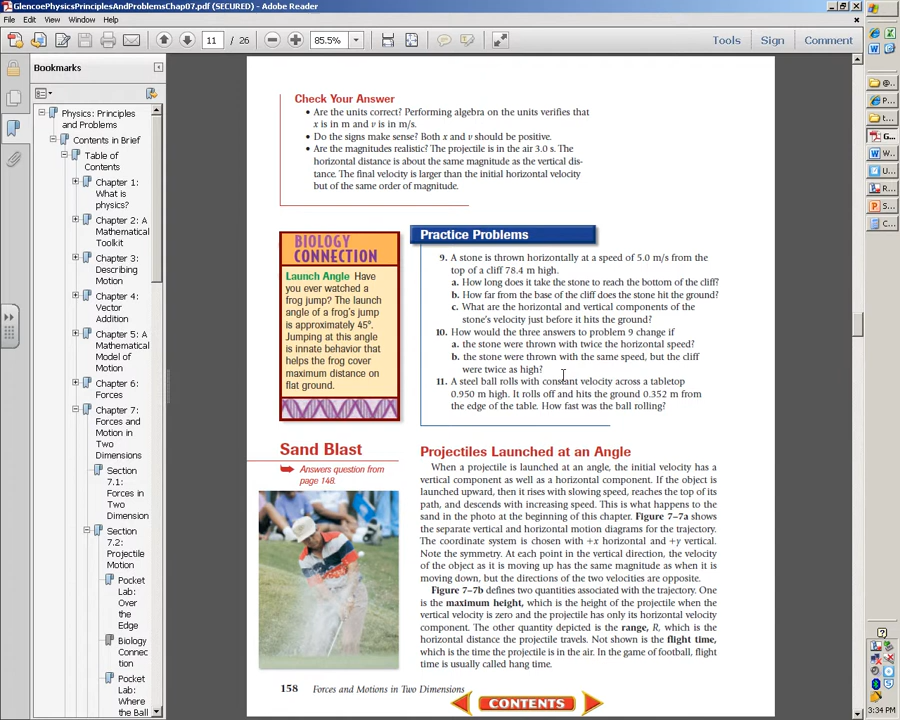 GlencoePhysicsPrinciplesAndProblemsChap07.pdf (SECURED) - Adobe Reader
File Edit View Window Help
11 / 26 85.5% Tools Sign Comment
Bookmarks
Physics: Principles
and Problems
Contents in Brief
Table of
Contents
Chapter 1:
What is
physics?
Chapter 2: A
Mathematical
Toolkit
Chapter 3:
Describing
Motion
Chapter 4:
Vector
Addition
Chapter 5: A
Mathematical
Model of
Motion
Chapter 6:
Forces
Chapter 7:
Forces and
Motion in
Two
Dimensions
Section
7.1:
Forces in
Two
Dimension
Section
7.2:
Projectile
Motion
Pocket
Lab:
Over
the
Edge
Biology
Connec
tion
Pocket
Lab:
Where
the Ball
Check Your Answer
• Are the units correct? Performing algebra on the units verifies that
x is in m and v is in m/s.
• Do the signs make sense? Both x and v should be positive.
• Are the magnitudes realistic? The projectile is in the air 3.0 s. The
horizontal distance is about the same magnitude as the vertical dis-
tance. The final velocity is larger than the initial horizontal velocity
but of the same order of magnitude.
BIOLOGY
CONNECTION
Launch Angle Have
you ever watched a
frog jump? The launch
angle of a frog's jump
is approximately 45°.
Jumping at this angle
is innate behavior that
helps the frog cover
maximum distance on
flat ground.
Practice Problems
9. A stone is thrown horizontally at a speed of 5.0 m/s from the
top of a cliff 78.4 m high.
a. How long does it take the stone to reach the bottom of the cliff?
b. How far from the base of the cliff does the stone hit the ground?
c. What are the horizontal and vertical components of the
stone's velocity just before it hits the ground?
10. How would the three answers to problem 9 change if
a. the stone were thrown with twice the horizontal speed?
b. the stone were thrown with the same speed, but the cliff
were twice as high?
11. A steel ball rolls with constant velocity across a tabletop
0.950 m high. It rolls off and hits the ground 0.352 m from
the edge of the table. How fast was the ball rolling?
Sand Blast
Answers question from
page 148.
Projectiles Launched at an Angle
When a projectile is launched at an angle, the initial velocity has a
vertical component as well as a horizontal component. If the object is
launched upward, then it rises with slowing speed, reaches the top of its
path, and descends with increasing speed. This is what happens to the
sand in the photo at the beginning of this chapter. Figure 7-7a shows
the separate vertical and horizontal motion diagrams for the trajectory.
The coordinate system is chosen with +x horizontal and +y vertical.
Note the symmetry. At each point in the vertical direction, the velocity
of the object as it is moving up has the same magnitude as when it is
moving down, but the directions of the two velocities are opposite.
Figure 7-7b defines two quantities associated with the trajectory. One
is the maximum height, which is the height of the projectile when the
vertical velocity is zero and the projectile has only its horizontal velocity
component. The other quantity depicted is the range, R, which is the
horizontal distance the projectile travels. Not shown is the flight time,
which is the time the projectile is in the air. In the game of football, flight
time is usually called hang time.
158 Forces and Motions in Two Dimensions
CONTENTS
@...
P...
t...
G...
W...
U...
R...
S...
C...
3:34 PM